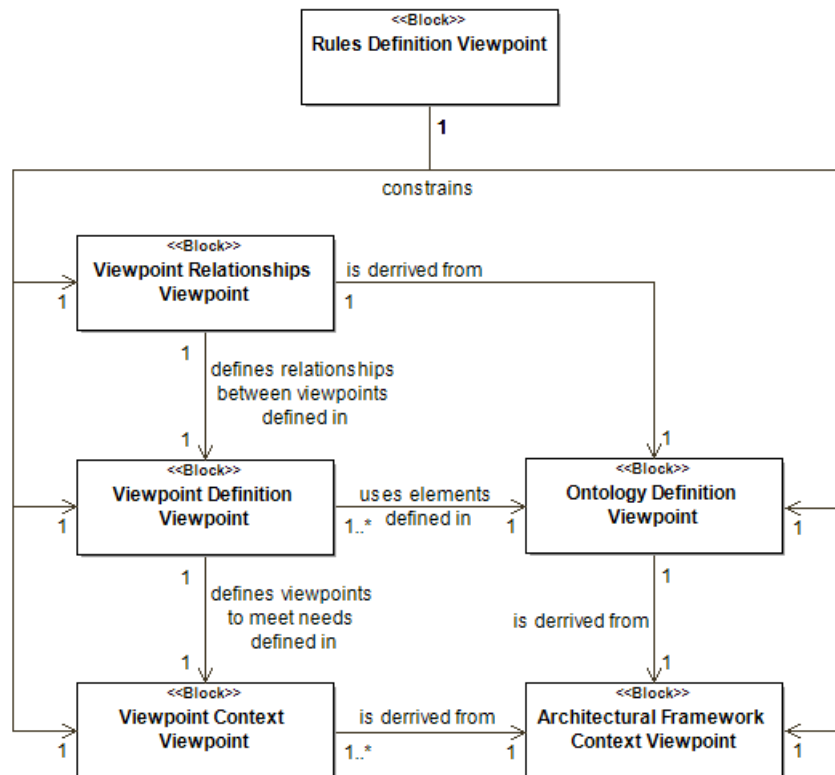 <<Block>>
Rules Definition Viewpoint
1
constrains
<<Block>>
Viewpoint Relationships
Viewpoint
is derrived from
1
1
1
defines relationships
between viewpoints
defined in
1
1
<<Block>>
Viewpoint Definition
Viewpoint
uses elements
defined in
<<Block>>
Ontology Definition
Viewpoint
1
1..*
1
1
1
1
defines viewpoints
to meet needs
defined in
is derrived from
1
1
<<Block>>
Viewpoint Context
Viewpoint
is derrived from
<<Block>>
Architectural Framework
Context Viewpoint
1
1..*
1
1